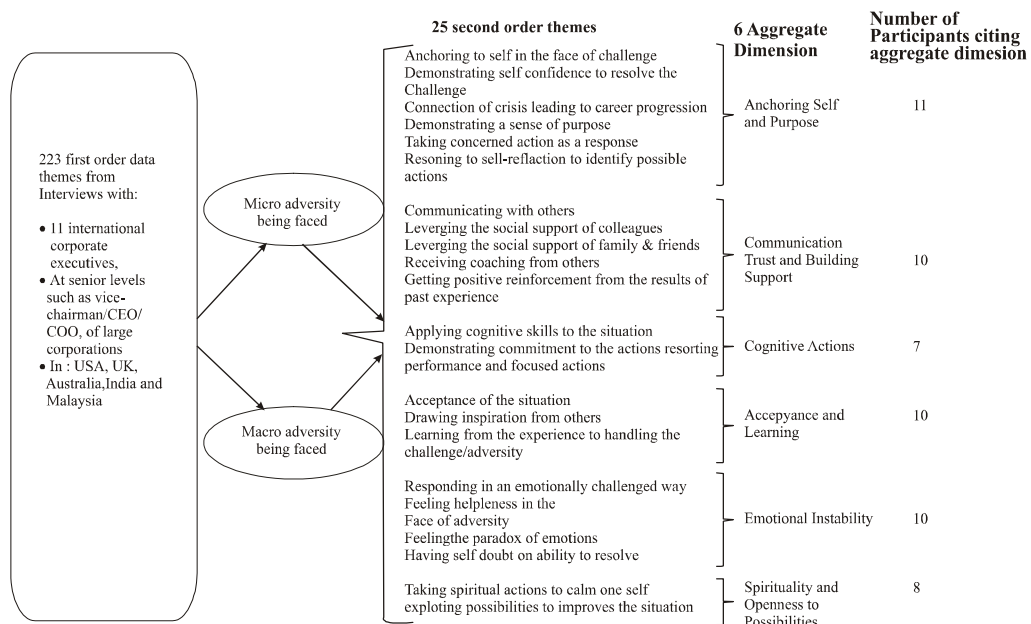 25 second order themes
6 Aggregate
Dimension
Number of
Participants citing
aggregate dimesion
223 first order data
themes from
Interviews with:
• 11 international
corporate
executives,
• At senior levels
such as vice-
chairman/CEO/
COO, of large
corporations
• In : USA, UK,
Australia,India and
Malaysia
Micro adversity
being faced
Macro adversity
being faced
Anchoring to self in the face of challenge
Demonstrating self confidence to resolve the
Challenge
Connection of crisis leading to career progression
Demonstrating a sense of purpose
Taking concerned action as a response
Resoning to sell-reflaction to identify possible
actions
Anchoring Self
and Purpose
11
Communicating with others
Leverging the social support of colleagues
Leverging the social support of family & friends
Receiving coaching from others
Getting positive reinforcement from the results of
past experience
Communication
Trust and Building
Support
10
Applying cognitive skills to the situation
Demonstrating commitment to the actions resorting
performance and focused actions
Cognitive Actions
7
Acceptance of the situation
Drawing inspiration from others
Learning from the experience to handling the
challenge/adversity
Accepyance and
Learning
10
Responding in an emotionally challenged way
Feeling helpleness in the
Face of adversity
Feelingthe paradox of emotions
Having self doubt on ability to resolve
Emotional Instability
10
Taking spiritual actions to calm one self
exploting possibilities to improves the situation
Spirituality and
Openness to
Possibilities
8